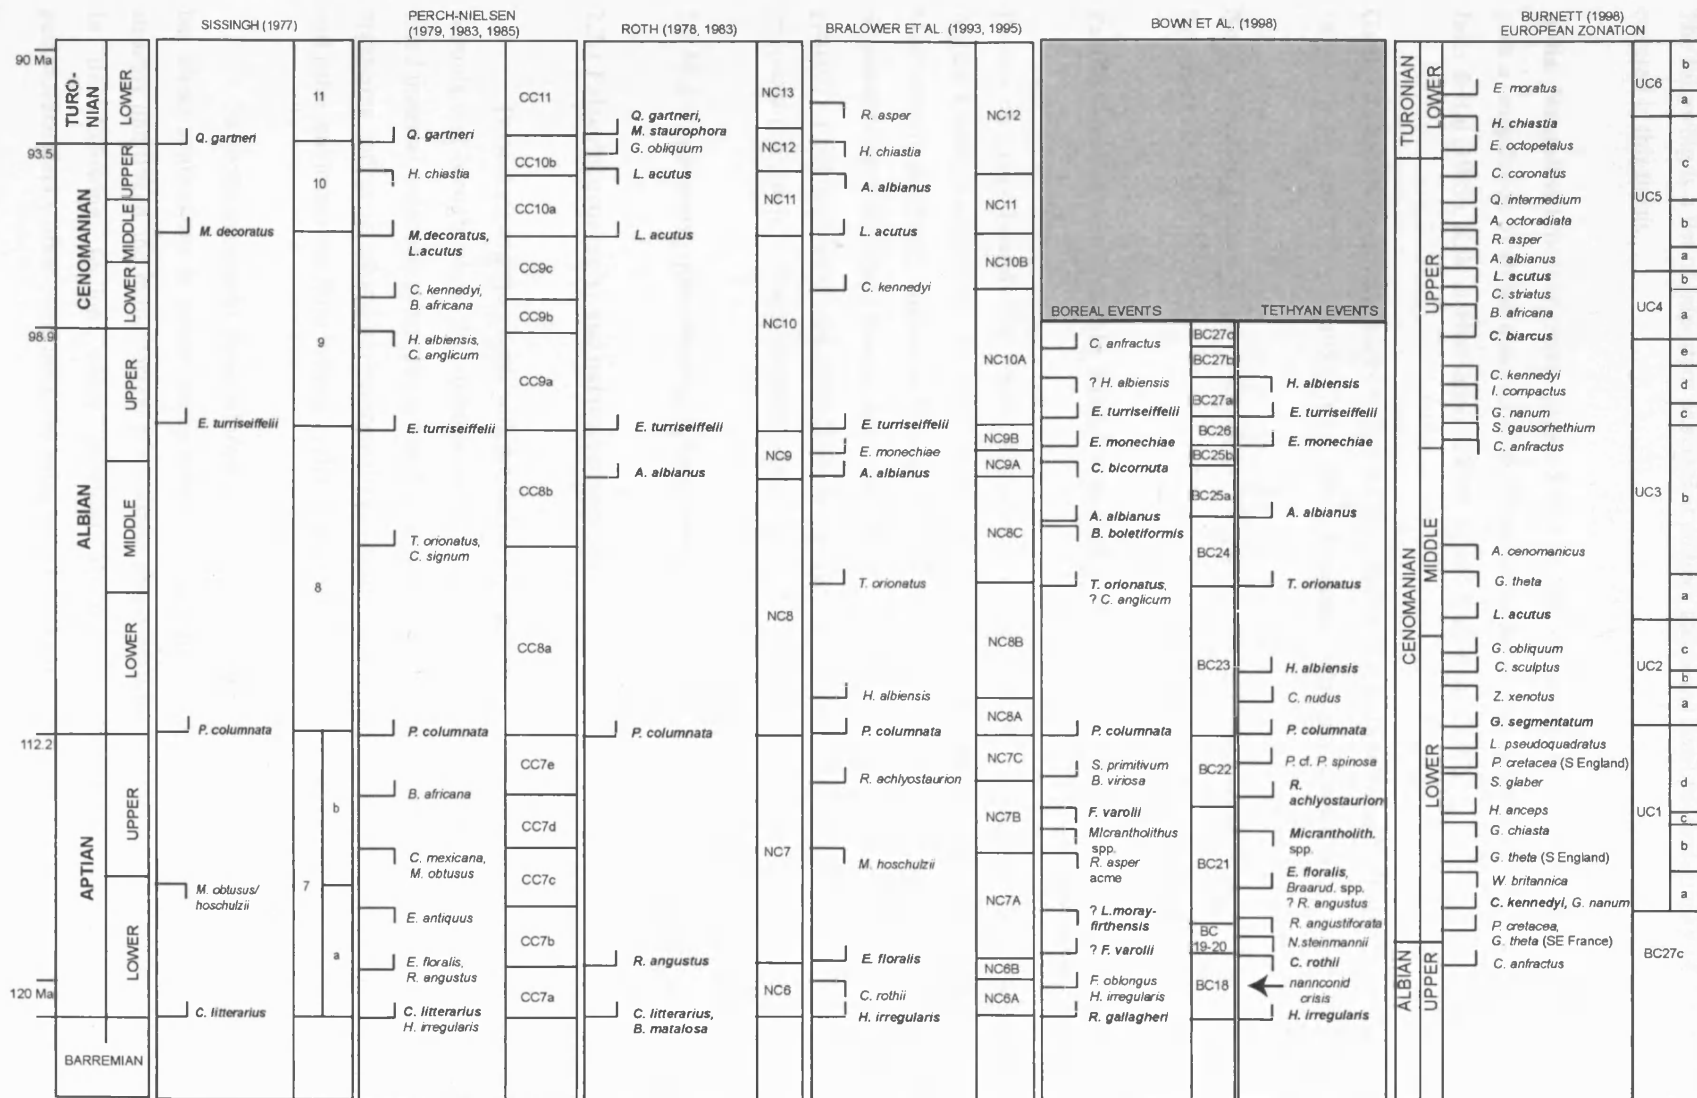 SISSINGH (1977)
PERCH-NIELSEN
(1979, 1983, 1985)
ROTH (1978, 1983)
BRALOWER ET AL. (1993, 1995)
BOWN ET AL. (1998)
BURNETT (1998)
EUROPEAN ZONATION
90 Ma
93.5
98.9
112.2
120 Ma
TURO-
NIAN
CENOMANIAN
ALBIAN
APTIAN
BARREMIAN
LOWER
UPPER
MIDDLE
LOWER
UPPER
MIDDLE
LOWER
UPPER
LOWER
Q. gartneri
M. decoratus
E. turriseiffelii
P. columnata
M. obtusus/
hoschulzii
C. litterarius
11
10
9
8
7
b
a
Q. gartneri
H. chiastia
M.decoratus,
L.acutus
C. kennedyi,
B. africana
H. albiensis,
C. anglicum
E. turriseiffelii
T. orionatus,
C. signum
P. columnata
B. africana
C. mexicana,
M. obtusus
E. antiquus
E. floralis,
R. angustus
C. litterarius
H. irregularis
CC11
CC10b
CC10a
CC9c
CC9b
CC9a
CC8b
CC8a
CC7e
CC7d
CC7c
CC7b
CC7a
Q. gartneri,
M. staurophora
G. obliquum
L. acutus
L. acutus
E. turriseiffelii
A. albianus
P. columnata
R. angustus
C. litterarius,
B. matalosa
NC13
NC12
NC11
NC10
NC9
NC8
NC7
NC6
R. asper
H. chiastia
A. albianus
L. acutus
C. kennedyi
E. turriseiffelii
E. monechiae
A. albianus
T. orionatus
H. albiensis
P. columnata
R. achlyostaurion
M. hoschulzii
E. floralis
C. rothii
H. irregularis
NC12
NC11
NC10B
NC10A
NC9B
NC9A
NC8C
NC8B
NC8A
NC7C
NC7B
NC7A
NC6B
NC6A
BOREAL EVENTS
TETHYAN EVENTS
C. anfractus
? H. albiensis
E. turriseiffelii
E. monechiae
C. bicornuta
A. albianus
B. boletiformis
T. orionatus,
? C. anglicum
P. columnata
S. primitivum
B. viriosa
F. varolii
Micrantholithus
spp.
R. asper
acme
? L.moray-
firthensis
? F. varolli
F. oblongus
H. irregularis
R. gallagheri
BC27c
BC27b
BC27a
BC26
BC25b
BC25a
BC24
BC23
BC22
BC21
BC
19-20
BC18
H. albiensis
E. turriseiffelii
E. monechiae
A. albianus
T. orionatus
H. albiensis
C. nudus
P. columnata
P. cf. P. spinosa
R.
achlyostaurion
Micrantholith.
spp.
E. floralis,
Braarud. spp.
? R. angustus
R. angustiforata
N.steinmannii
C. rothii
nannconid
crisis
H. irregularis
TURONIAN
CENOMANIAN
ALBIAN
LOWER
UPPER
MIDDLE
LOWER
UPPER
E. moratus
H. chiastia
E. octopetalus
C. coronatus
Q. intermedium
A. octoradiata
R. asper
A. albianus
L. acutus
C. striatus
B. africana
C. biarcus
C. kennedyi
I. compactus
G. nanum
S. gausorhethium
C. anfractus
A. cenomanicus
G. theta
L. acutus
G. obliquum
C. sculptus
Z. xenotus
G. segmentatum
L. pseudoquadratus
P. cretacea (S England)
S. glaber
H. anceps
G. chiasta
G. theta (S England)
W. britannica
C. kennedyi, G. nanum
P. cretacea,
G. theta (SE France)
C. anfractus
UC6
UC5
UC4
UC3
UC2
UC1
BC27c
b
a
c
b
a
b
a
e
d
c
b
a
c
b
a
d
c
b
a